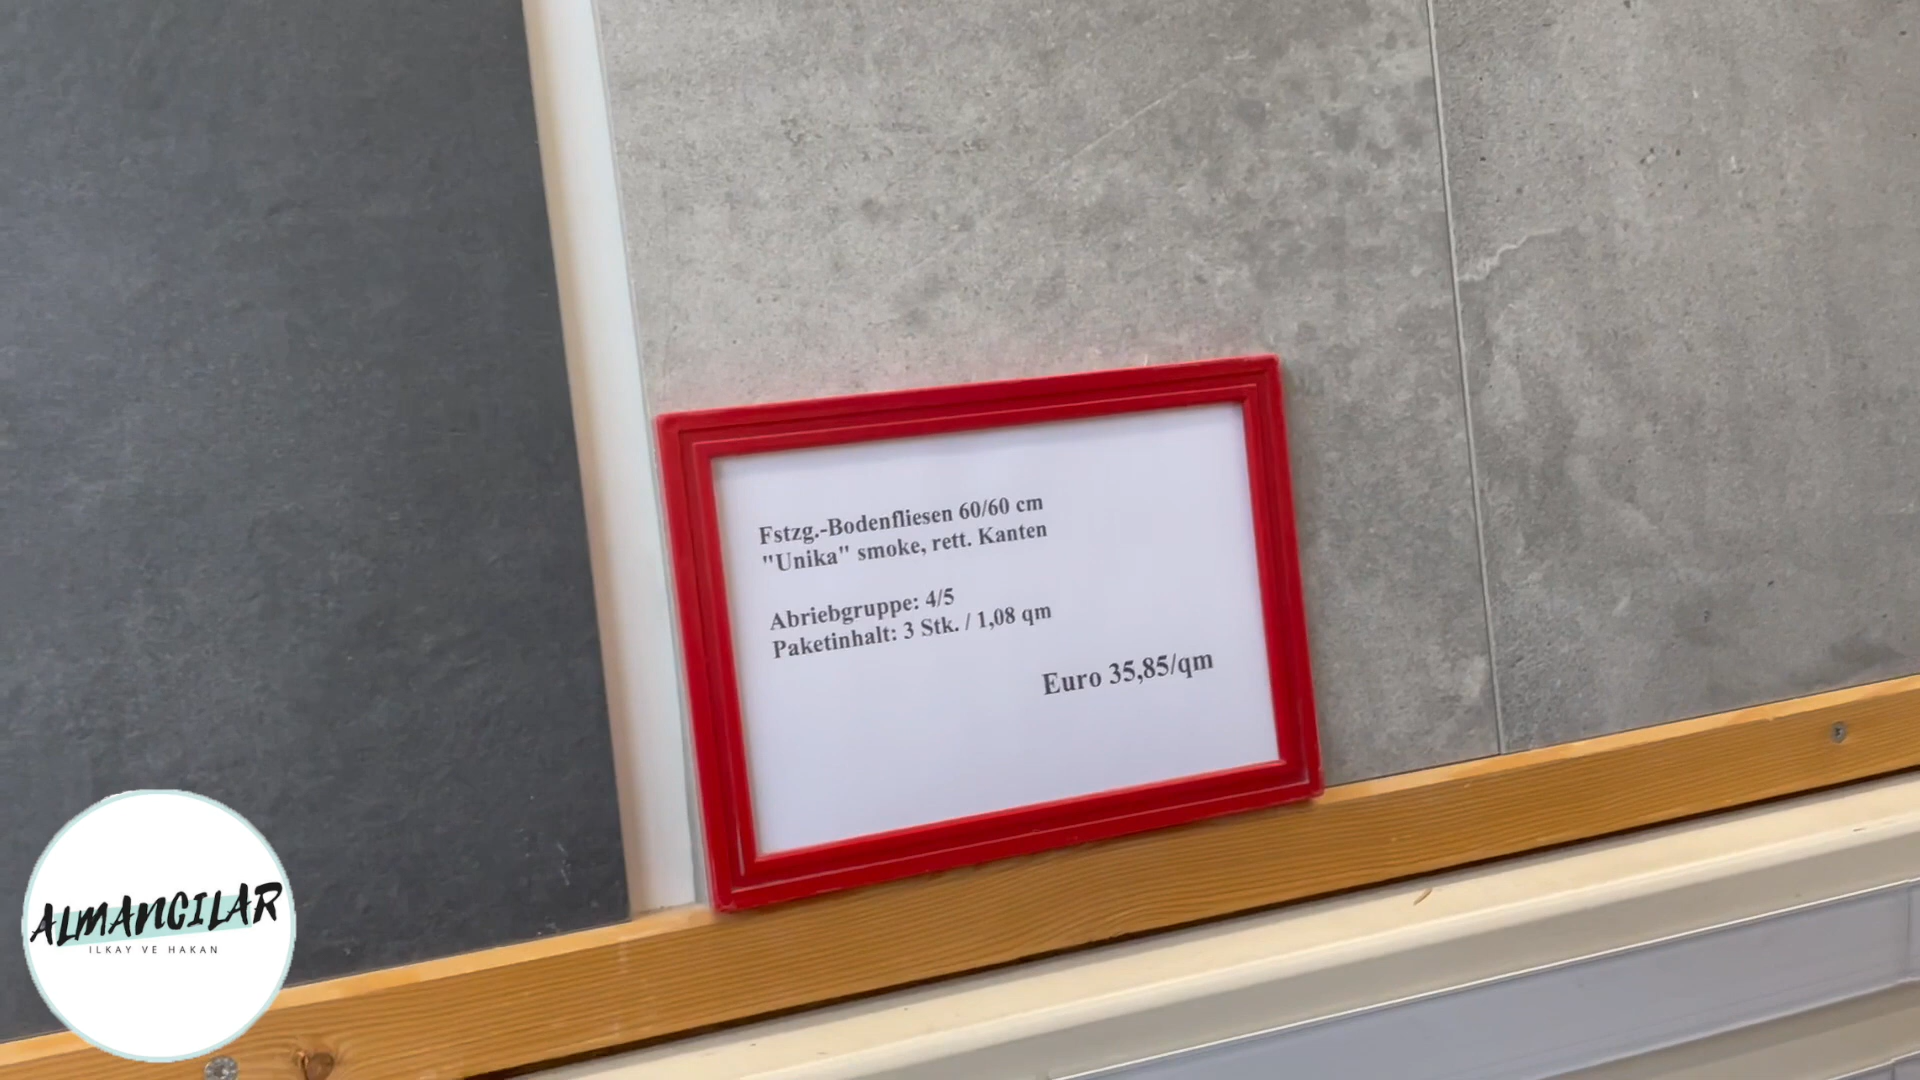 Fstzg.-Bodenfliesen 60/60 cm
"Unika" smoke, rett. Kanten
Abriebgruppe: 4/5
Paketinhalt: 3 Stk. / 1,08 qm
Euro 35,85/qm
ALMANCILAR
ILKAY VE HAKAN